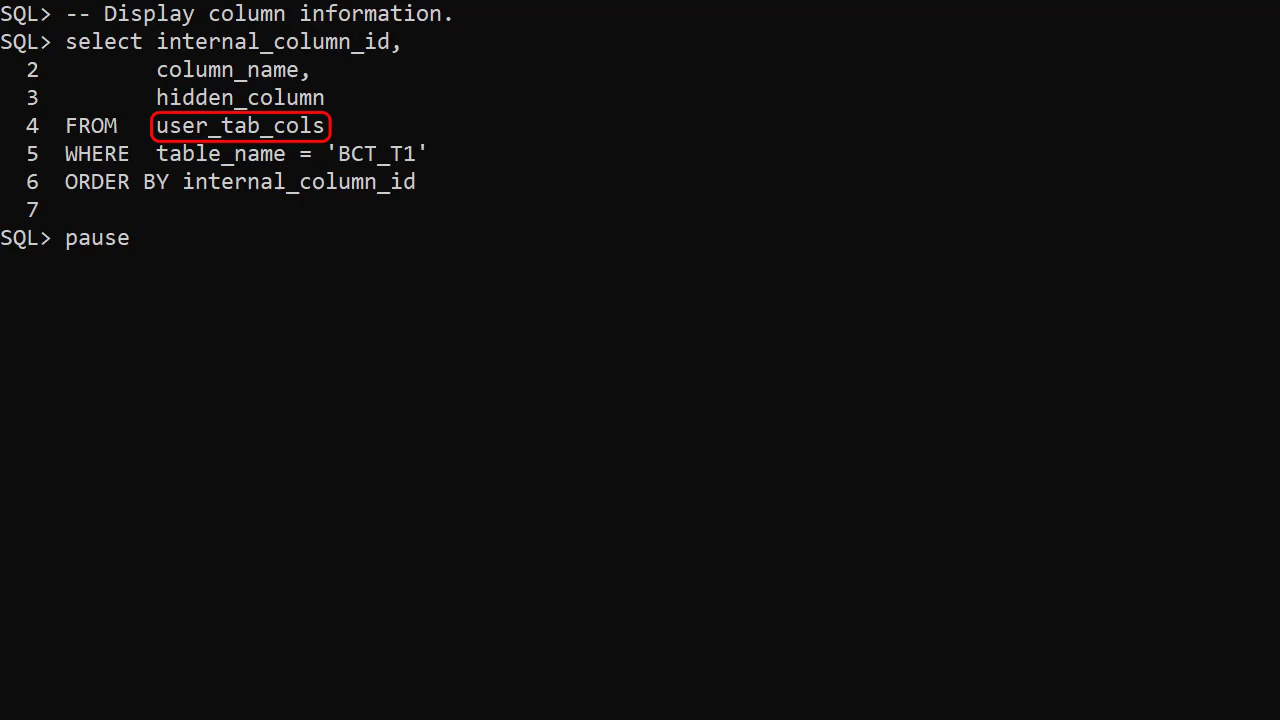 SQL> -- Display column information.
SQL> select internal_column_id,
  2         column_name,
  3         hidden_column
  4  FROM   user_tab_cols
  5  WHERE  table_name = 'BCT_T1'
  6  ORDER BY internal_column_id
  7
SQL> pause